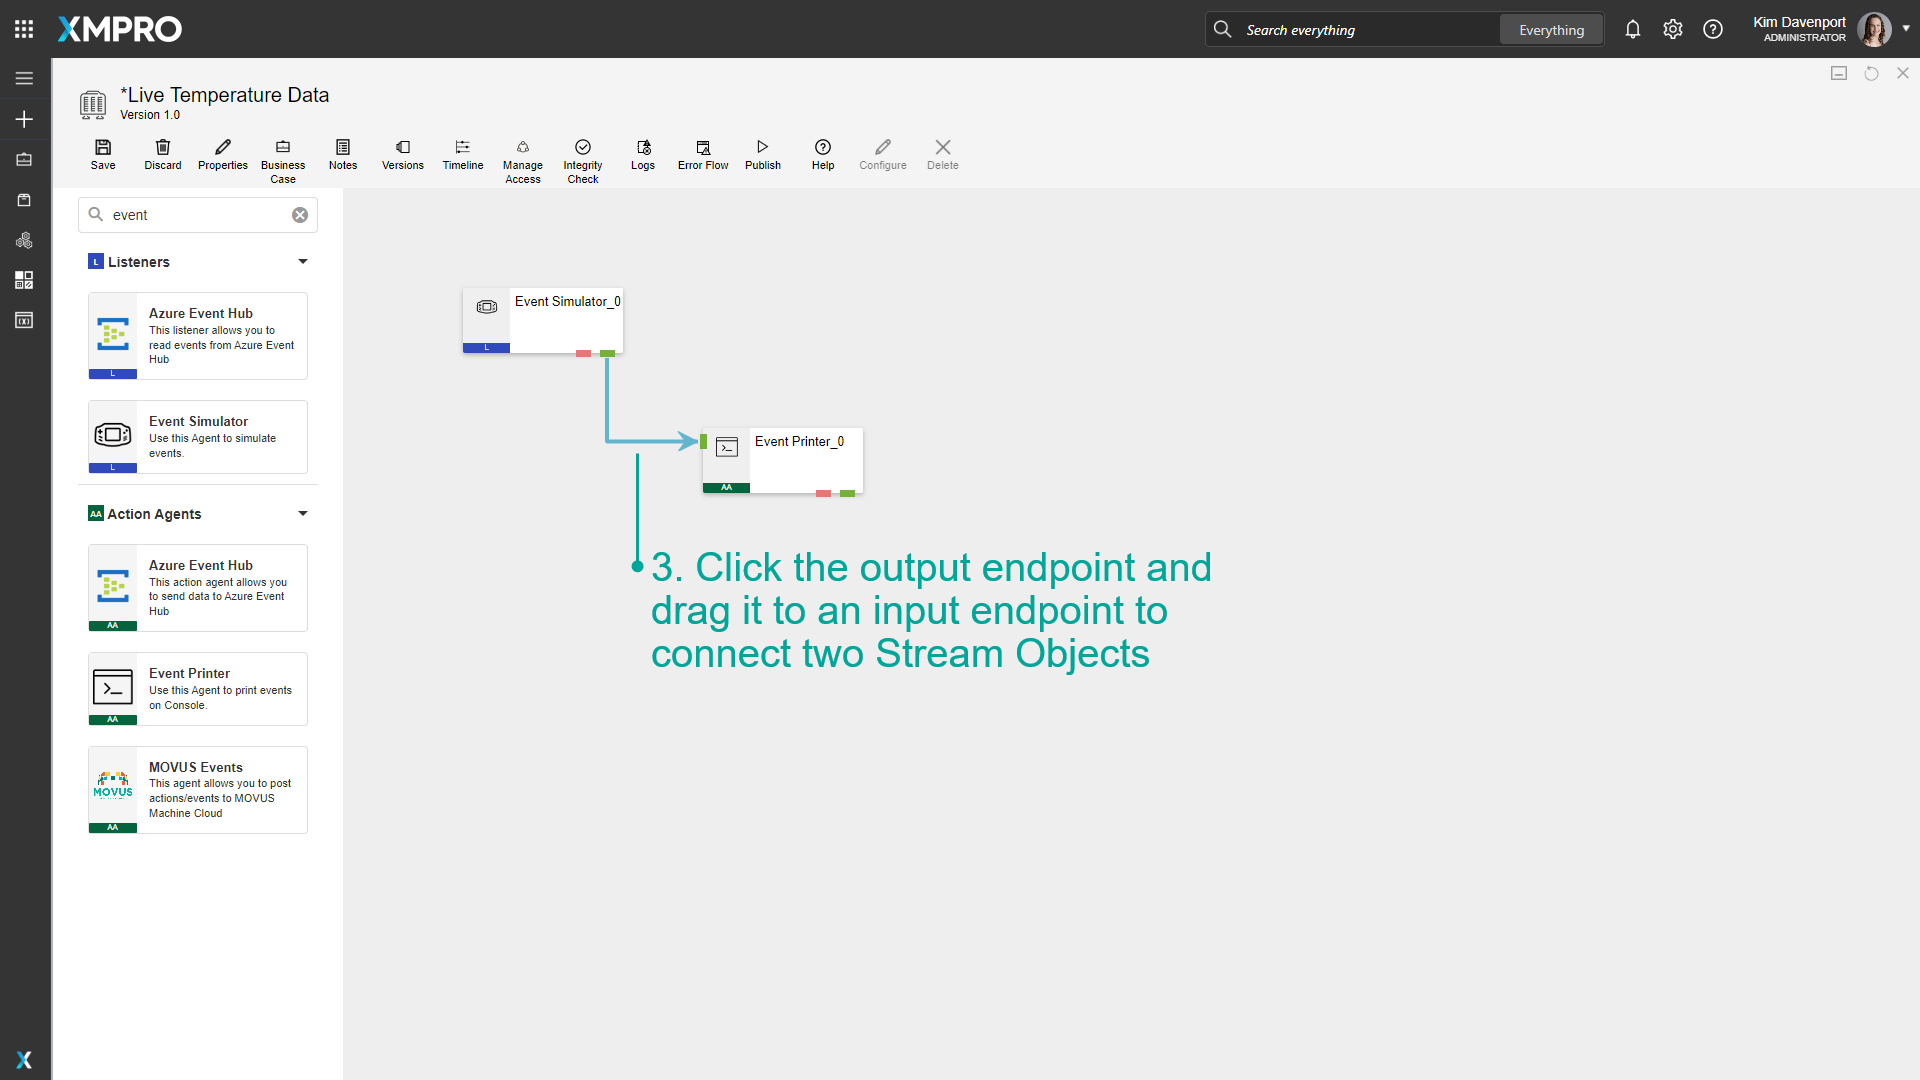 XMPRO
Search everything
Everything
Kim Davenport
ADMINISTRATOR
*Live Temperature Data
Version 1.0
Save
Discard
Properties
Business
Case
Notes
Versions
Timeline
Manage
Access
Integrity
Check
Logs
Error Flow
Publish
Help
Configure
Delete
event
L Listeners
Azure Event Hub
This listener allows you to
read events from Azure Event
Hub
L
Event Simulator
Use this Agent to simulate
events.
L
AA Action Agents
Azure Event Hub
This action agent allows you
to send data to Azure Event
Hub
AA
Event Printer
Use this Agent to print events
on Console.
AA
MOVUS
MOVUS Events
This agent allows you to post
actions/events to MOVUS
Machine Cloud
AA
Event Simulator_0
L
Event Printer_0
AA
3. Click the output endpoint and
drag it to an input endpoint to
connect two Stream Objects
X